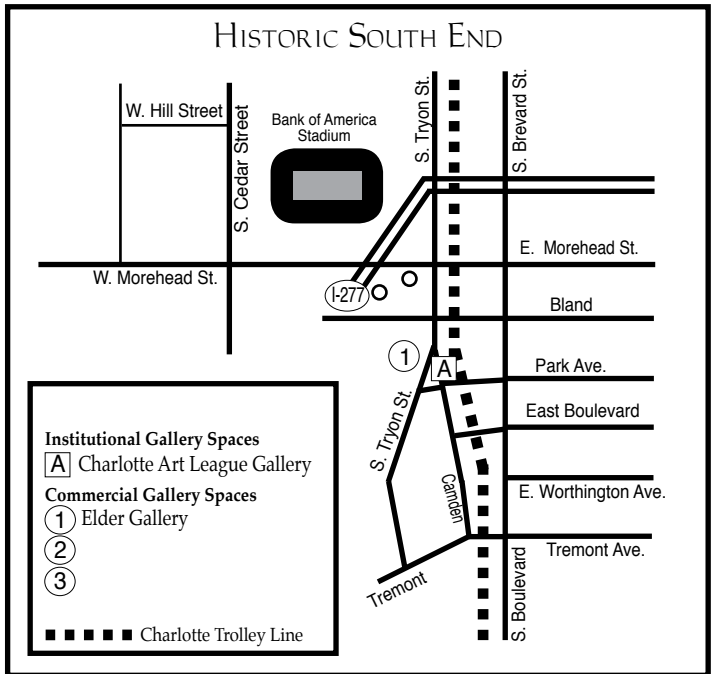 HISTORIC SOUTH END
W. Hill Street
S. Cedar Street
Bank of America
Stadium
S. Tryon St.
S. Brevard St.
E. Morehead St.
W. Morehead St.
I-277
Bland
1
A
Park Ave.
S. Tryon St.
East Boulevard
Camden
E. Worthington Ave.
Tremont Ave.
Tremont
S. Boulevard
Institutional Gallery Spaces
A Charlotte Art League Gallery
Commercial Gallery Spaces
1 Elder Gallery
2
3
Charlotte Trolley Line